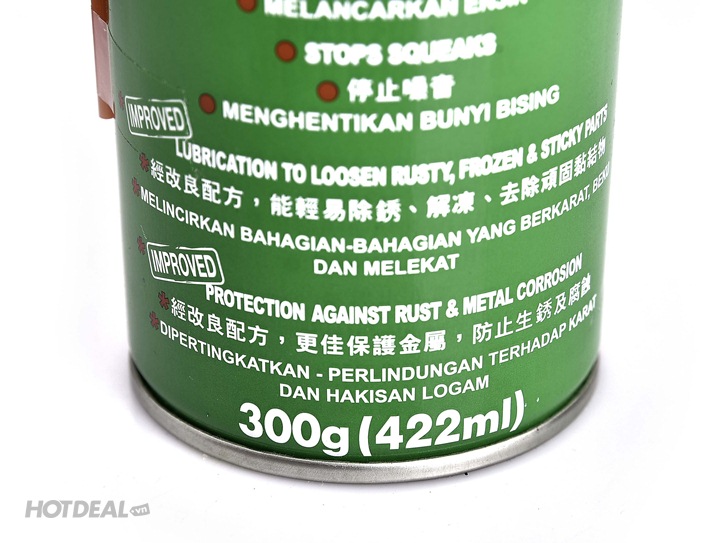 MELANCARKAN ENJIN
STOPS SQUEAKS
停止噪音
MENGHENTIKAN BUNYI BISING
IMPROVED
LUBRICATION TO LOOSEN RUSTY, FROZEN & STICKY PARTS
經改良配方，能輕易除銹、解凍、去除頑固黏結物
MELINCIRKAN BAHAGIAN-BAHAGIAN YANG BERKARAT, BEKU
DAN MELEKAT
IMPROVED
PROTECTION AGAINST RUST & METAL CORROSION
經改良配方，更佳保護金屬，防止生銹及腐蝕
DIPERTINGKATKAN - PERLINDUNGAN TERHADAP KARAT
DAN HAKISAN LOGAM
300g (422ml)
HOTDEAL.vn